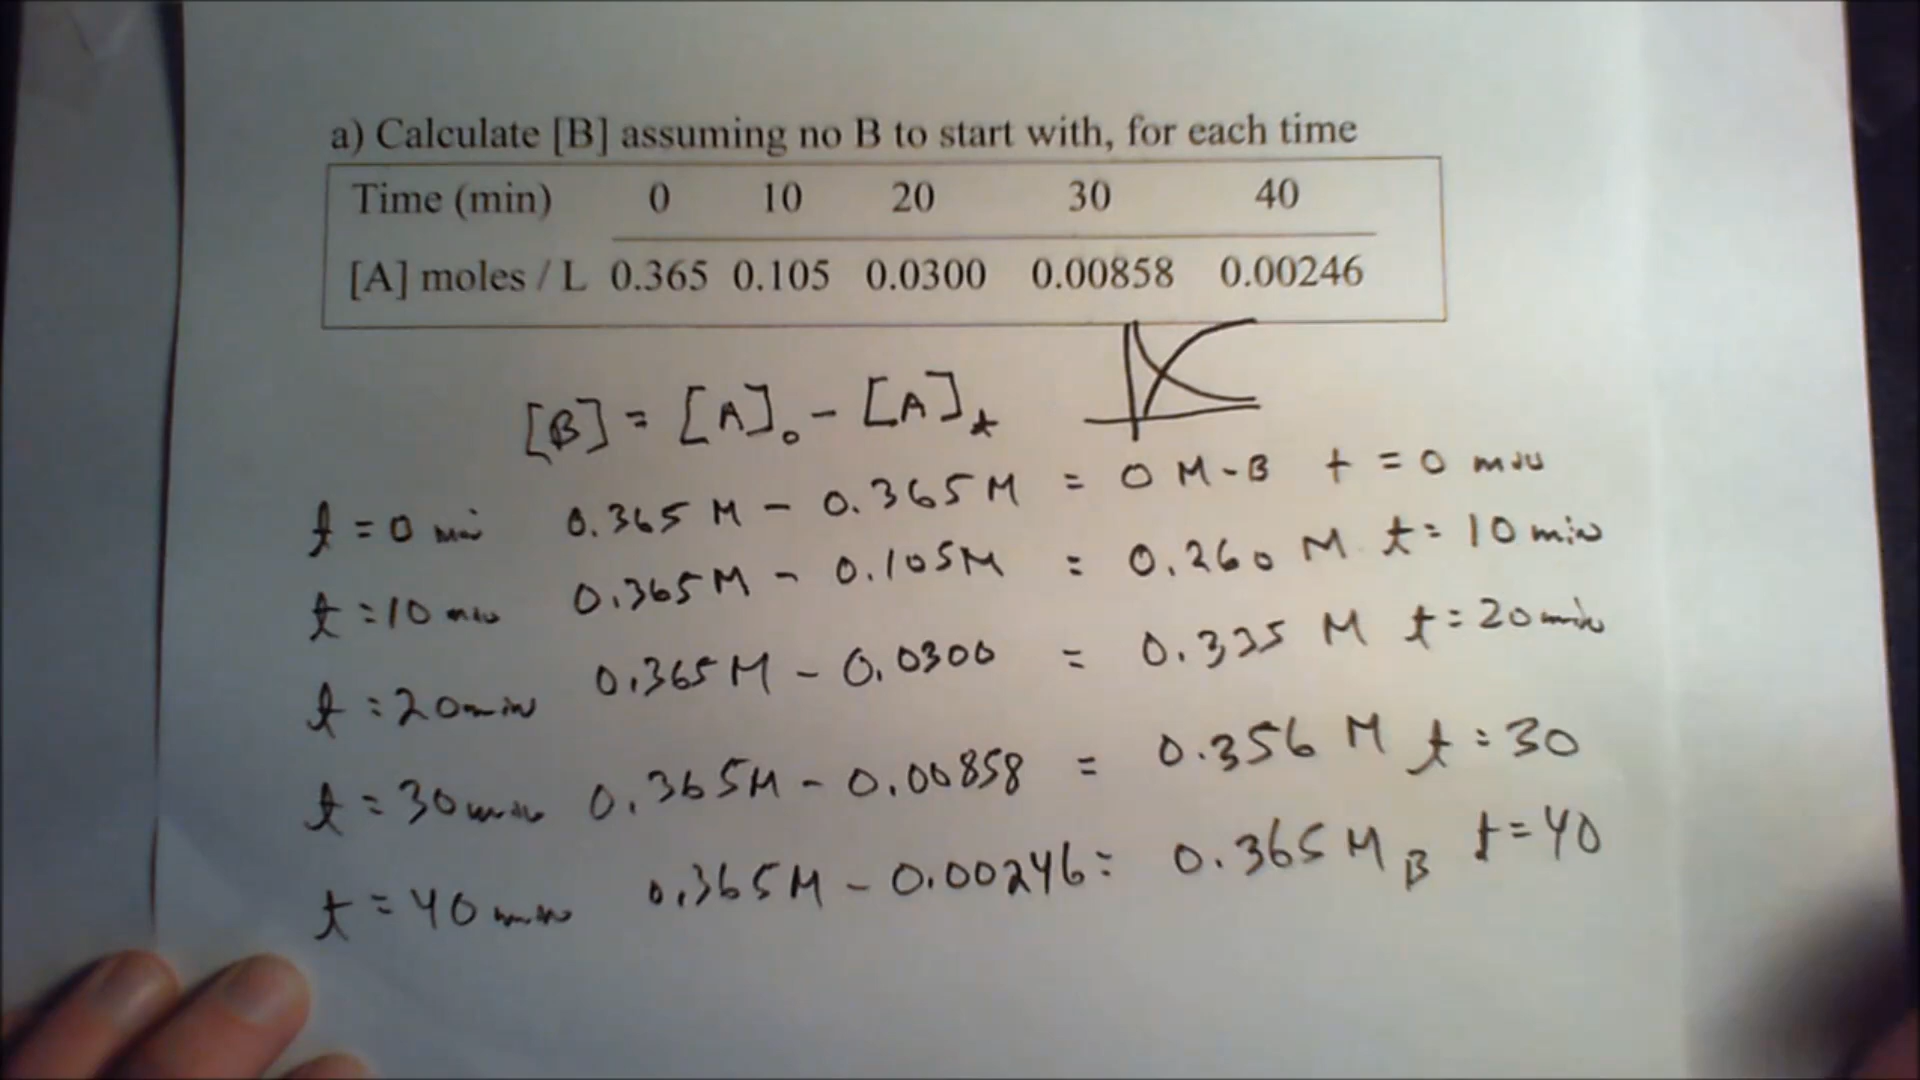 a) Calculate [B] assuming no B to start with, for each time
Time (min) 0 10 20 30 40
[A] moles / L 0.365 0.105 0.0300 0.00858 0.00246
[B] = [A]₀ - [A]ₜ
t = 0 min 0.365 M - 0.365 M = 0 M - B t = 0 min
t = 10 min 0.365 M - 0.105 M = 0.260 M t = 10 min
t = 20 min 0.365 M - 0.0300 = 0.335 M t = 20 min
t = 30 min 0.365 M - 0.00858 = 0.356 M t = 30
t = 40 min 0.365 M - 0.00246 = 0.365 M B t = 40